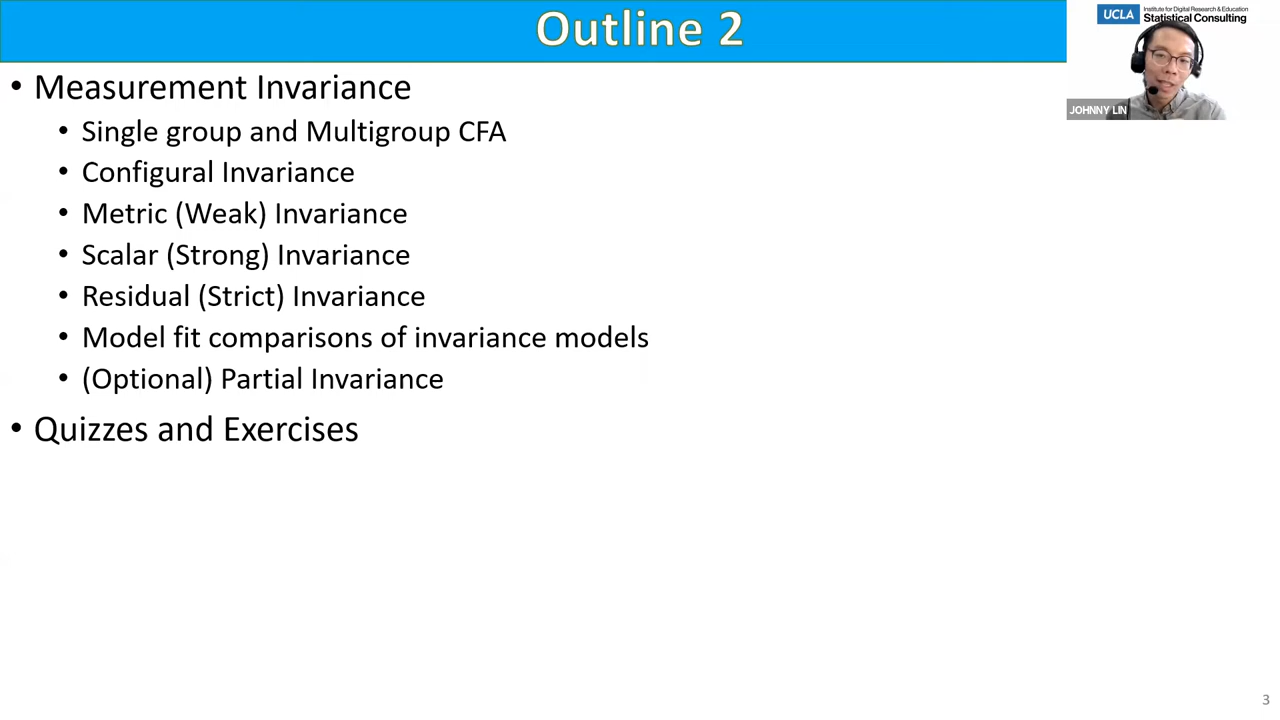 Outline 2
UCLA
Institute for Digital Research & Education
Statistical Consulting
JOHNNY LIN
• Measurement Invariance
• Single group and Multigroup CFA
• Configural Invariance
• Metric (Weak) Invariance
• Scalar (Strong) Invariance
• Residual (Strict) Invariance
• Model fit comparisons of invariance models
• (Optional) Partial Invariance
• Quizzes and Exercises
3